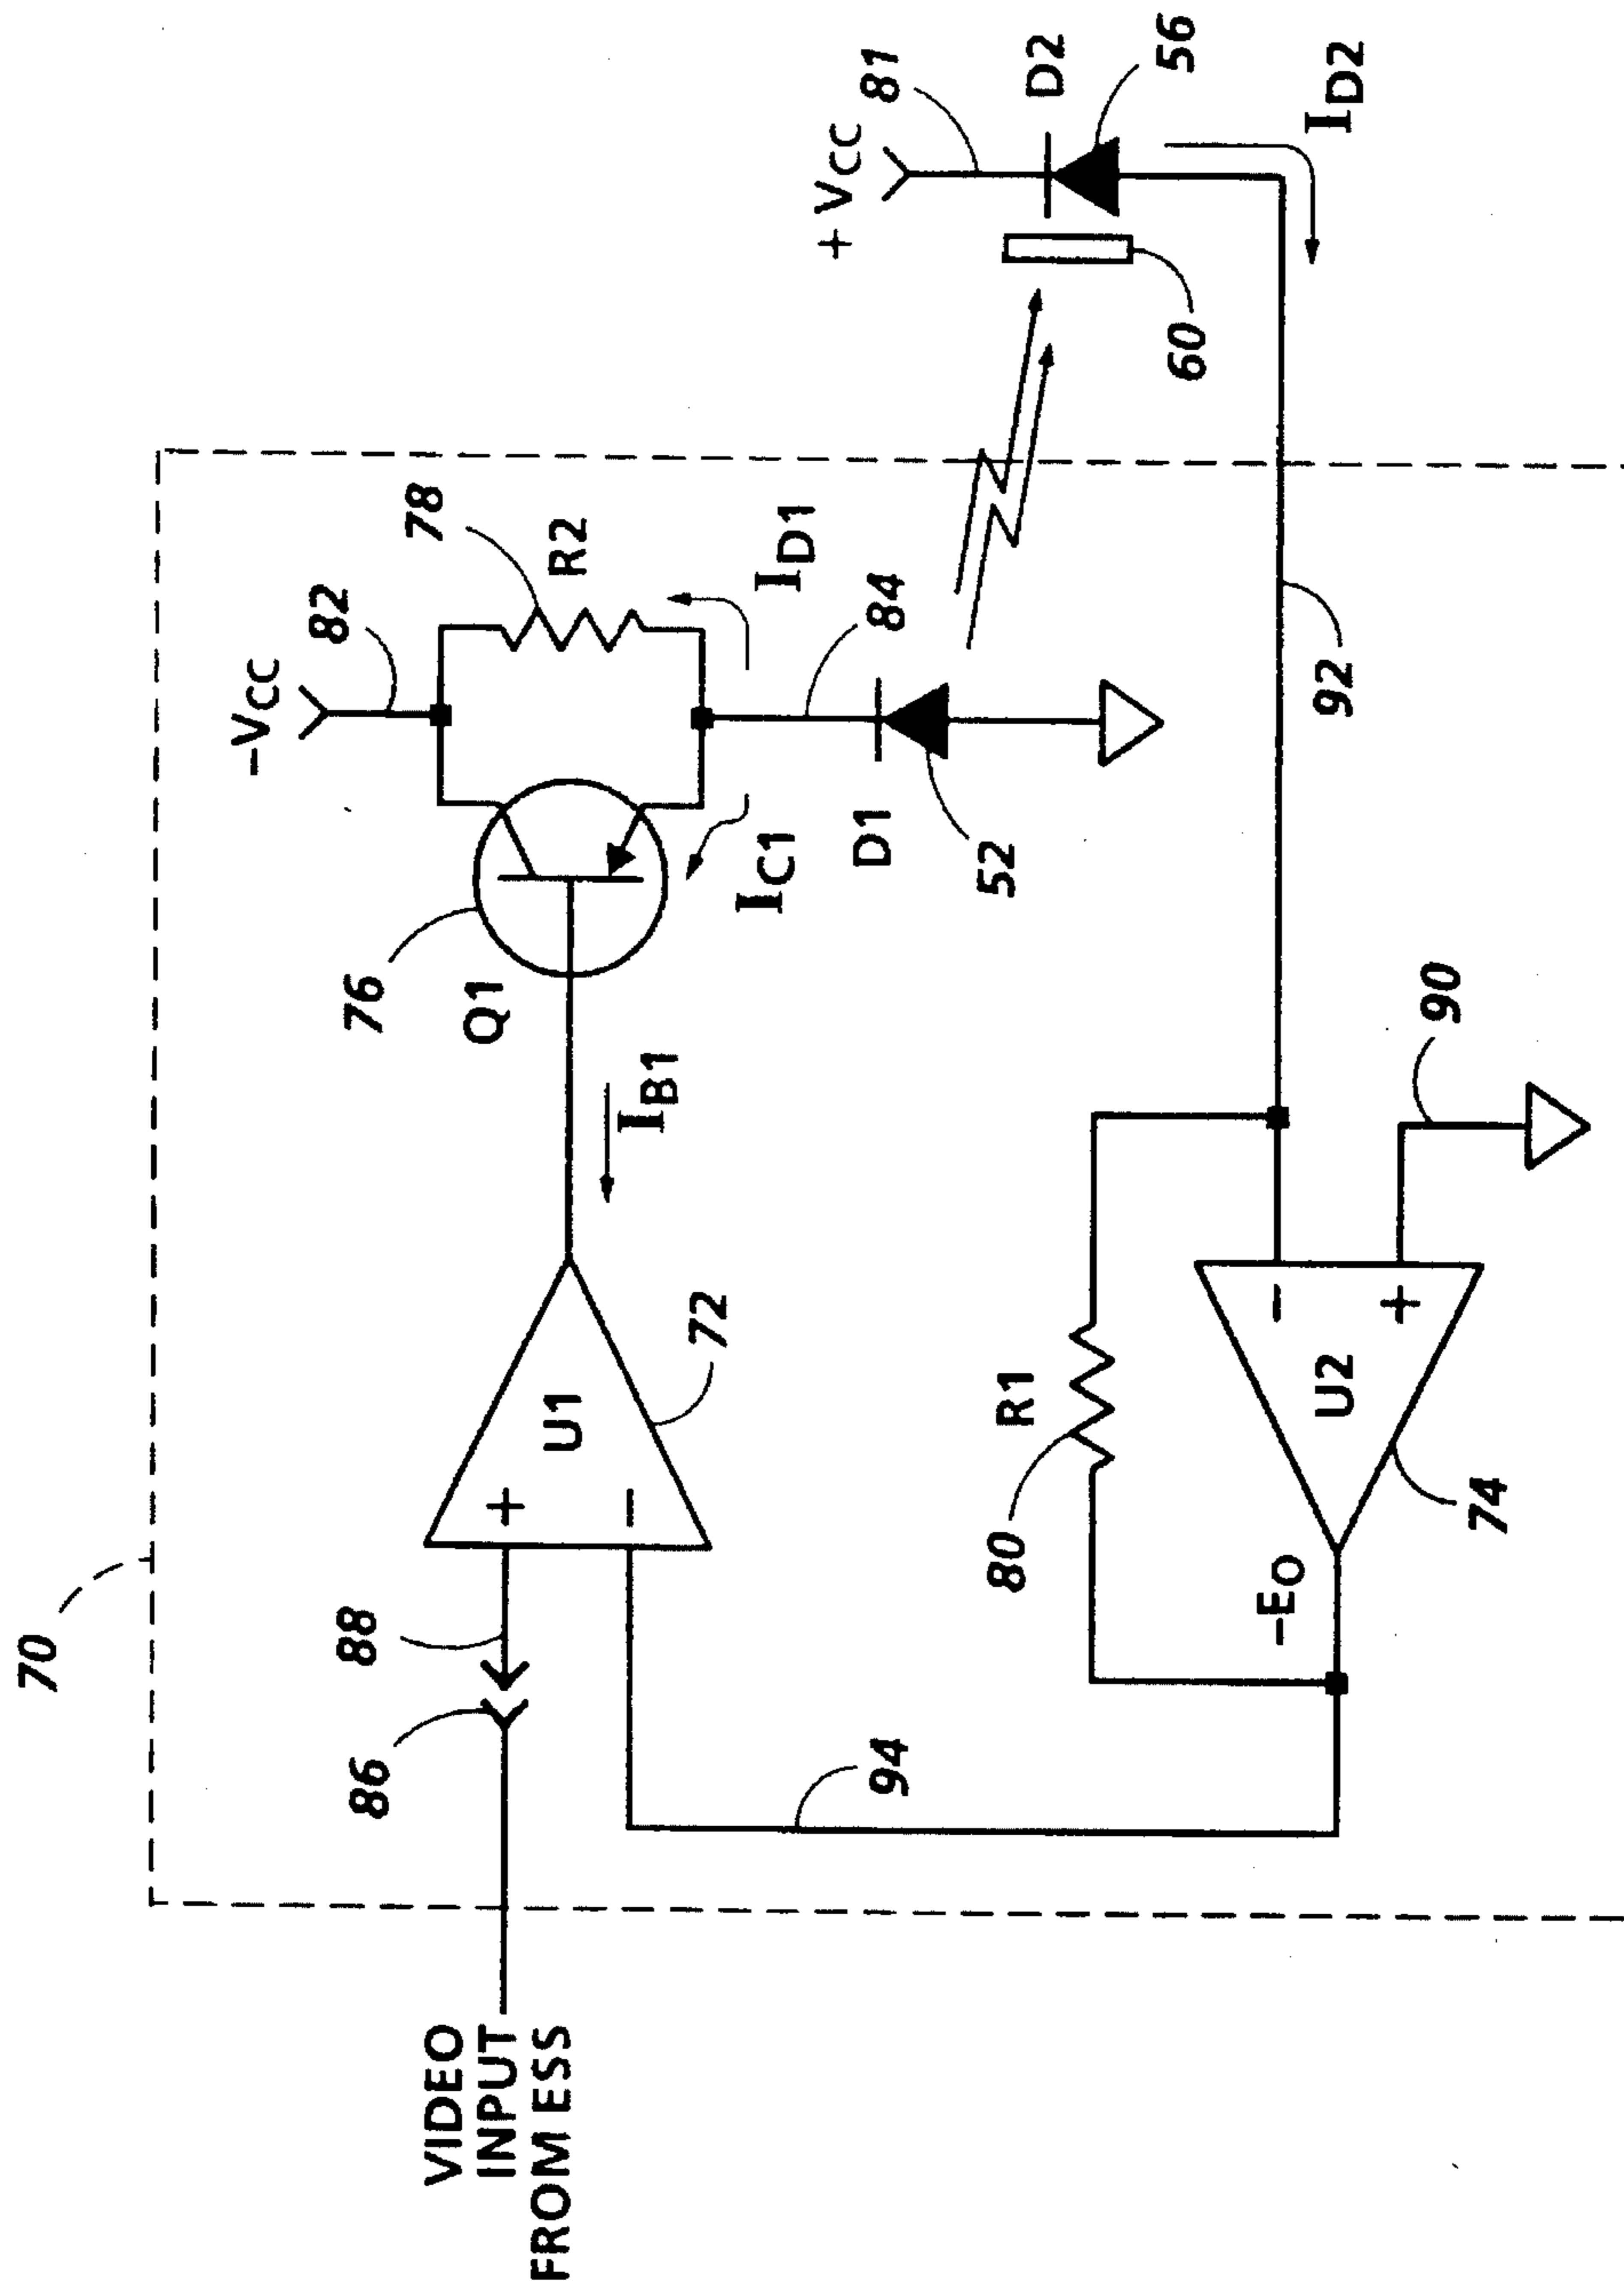 70
−VCC
82
86
88
76
78
VIDEO
INPUT
FROM ESS
+
−
U1
Q1
R2
IB1
72
IC1
ID1
94
D1
84
+ VCC
81
52
80
R1
D2
60
56
−EO
−
+
U2
92
ID2
74
90